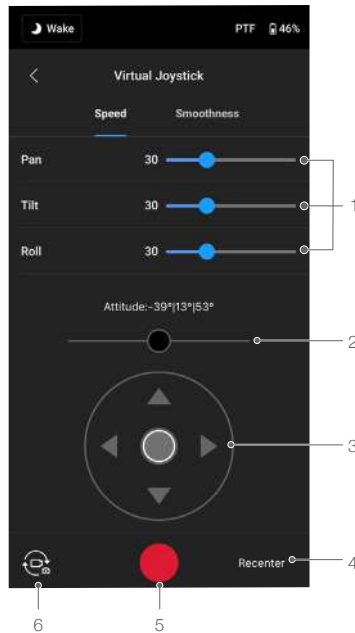 Wake PTF 46%
Virtual Joystick
Speed Smoothness
Pan 30
1
Tilt 30
Roll 30
Attitude:-39°|13°|53°
2
3
Recenter 4
6 5